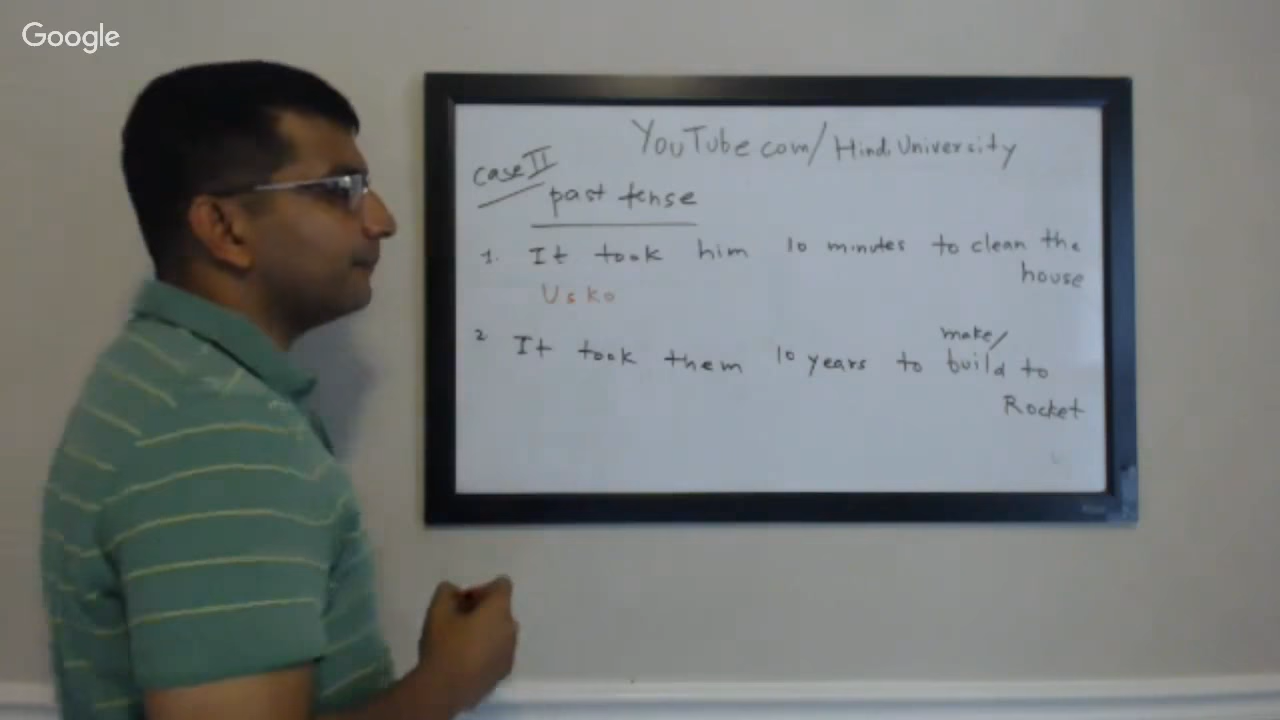 Google
YouTube.com/Hindi University
Case II
past tense
1. It took him 10 minutes to clean the
house
Usko
2 It took them 10 years to make/
build to
Rocket